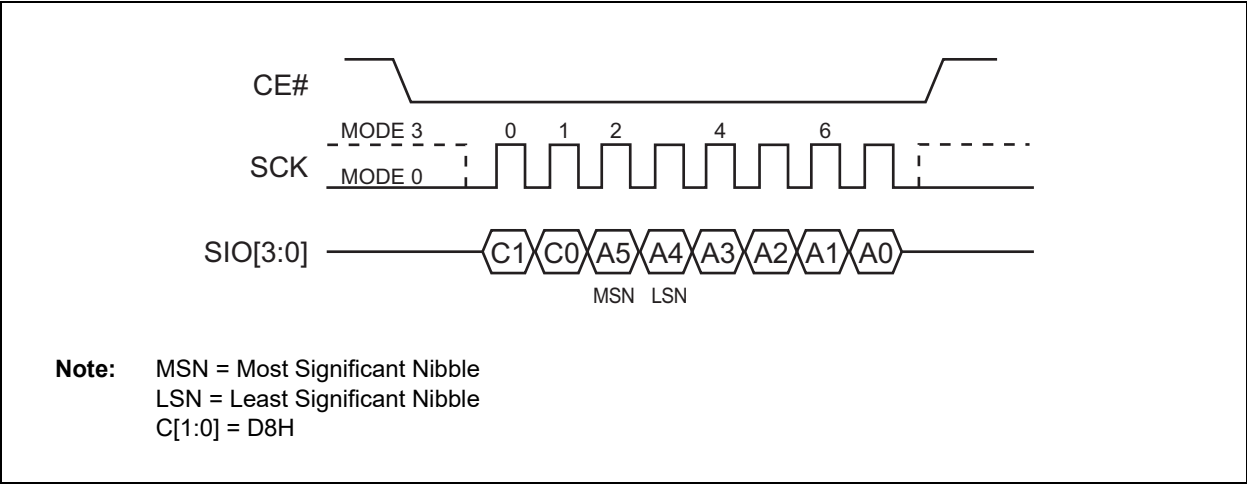 CE#
MODE 3 0 1 2 4 6
SCK
MODE 0
SIO[3:0] C1 C0 A5 A4 A3 A2 A1 A0
MSN LSN
Note: MSN = Most Significant Nibble
LSN = Least Significant Nibble
C[1:0] = D8H